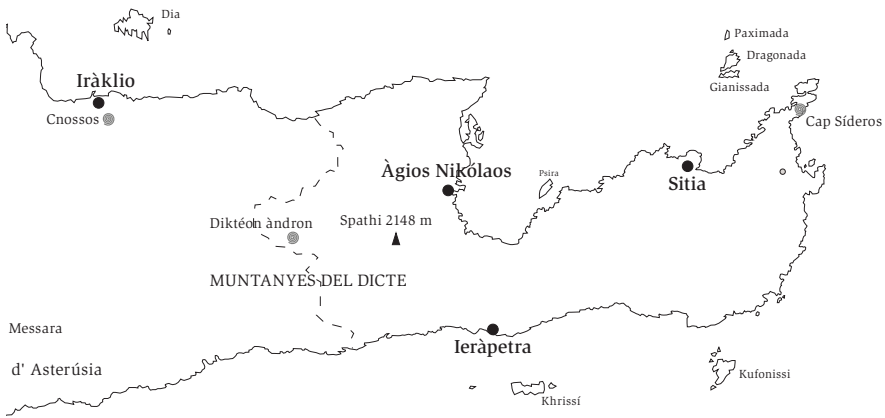 Dia
Paximada
Dragonada
Gianissada
Iràklio
Cnossos
Cap Síderos
Àgios Nikólaos
Psira
Sitia
Diktéon àndron
Spathi 2148 m
MUNTANYES DEL DICTE
Messara
Ieràpetra
d' Asterúsia
Kufonissi
Khrissí